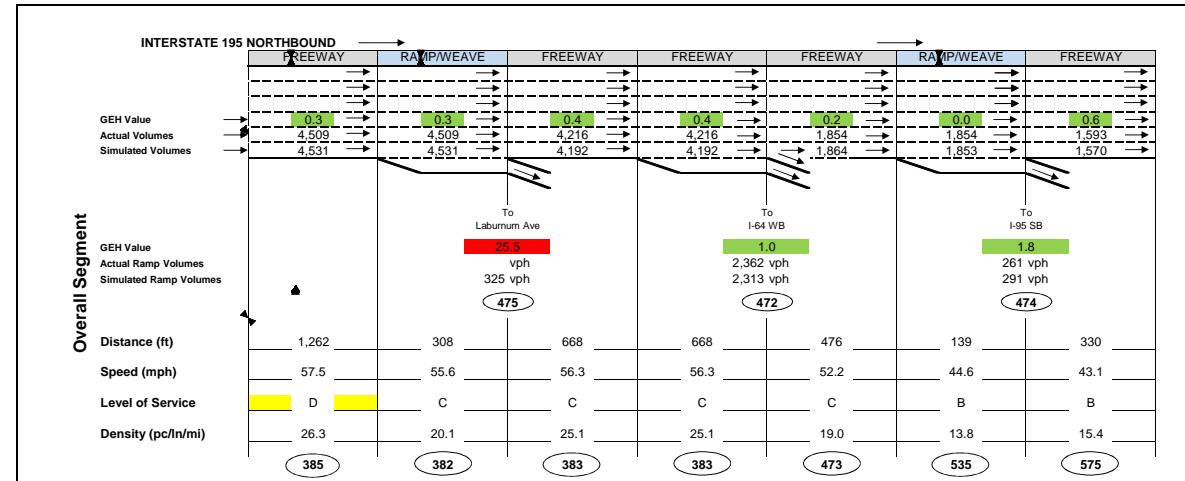 INTERSTATE 195 NORTHBOUND
FREEWAY RAMP/WEAVE FREEWAY FREEWAY FREEWAY RAMP/WEAVE FREEWAY
GEH Value 0.3 0.3 0.4 0.4 0.2 0.0 0.6
Actual Volumes 4,509 4,509 4,216 4,216 1,854 1,854 1,593
Simulated Volumes 4,531 4,531 4,192 4,192 1,864 1,853 1,570
To To To
Laburnum Ave I-64 WB I-95 SB
GEH Value 25.5 1.0 1.8
Actual Ramp Volumes vph 2,362 vph 261 vph
Simulated Ramp Volumes 325 vph 2,313 vph 291 vph
475 472 474
Overall Segment
Distance (ft) 1,262 308 668 668 476 139 330
Speed (mph) 57.5 55.6 56.3 56.3 52.2 44.6 43.1
Level of Service D C C C C B B
Density (pc/ln/mi) 26.3 20.1 25.1 25.1 19.0 13.8 15.4
385 382 383 383 473 535 575